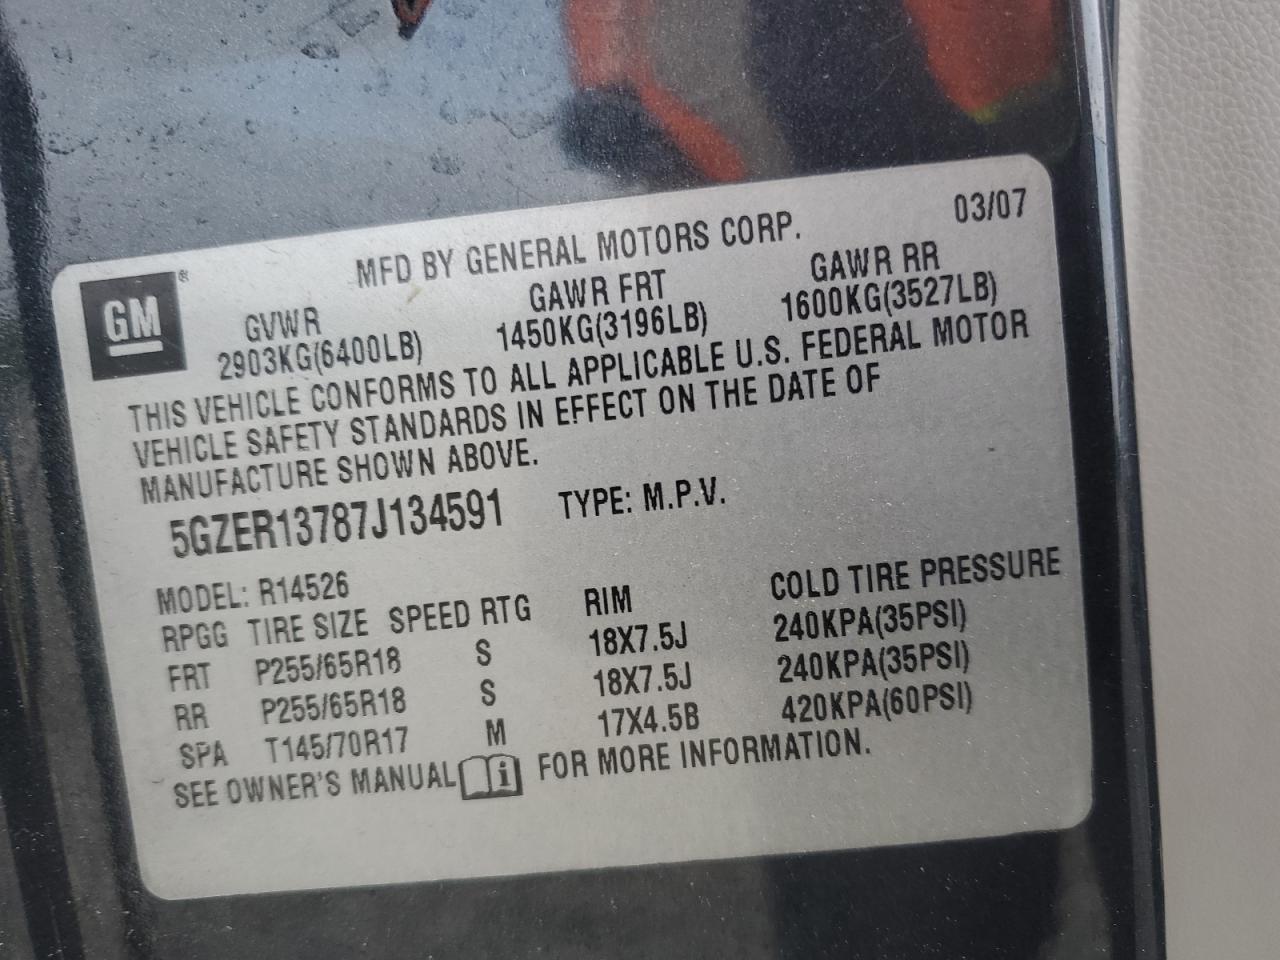 03/07
MFD BY GENERAL MOTORS CORP.
GM®
GVWR GAWR FRT GAWR RR
2903KG(6400LB) 1450KG(3196LB) 1600KG(3527LB)
THIS VEHICLE CONFORMS TO ALL APPLICABLE U.S. FEDERAL MOTOR
VEHICLE SAFETY STANDARDS IN EFFECT ON THE DATE OF
MANUFACTURE SHOWN ABOVE.
5GZER13787J134591 TYPE: M.P.V.
MODEL: R14526
RPGG TIRE SIZE SPEED RTG RIM COLD TIRE PRESSURE
FRT P255/65R18 S 18X7.5J 240KPA(35PSI)
RR P255/65R18 S 18X7.5J 240KPA(35PSI)
SPA T145/70R17 M 17X4.5B 420KPA(60PSI)
SEE OWNER'S MANUAL i FOR MORE INFORMATION.